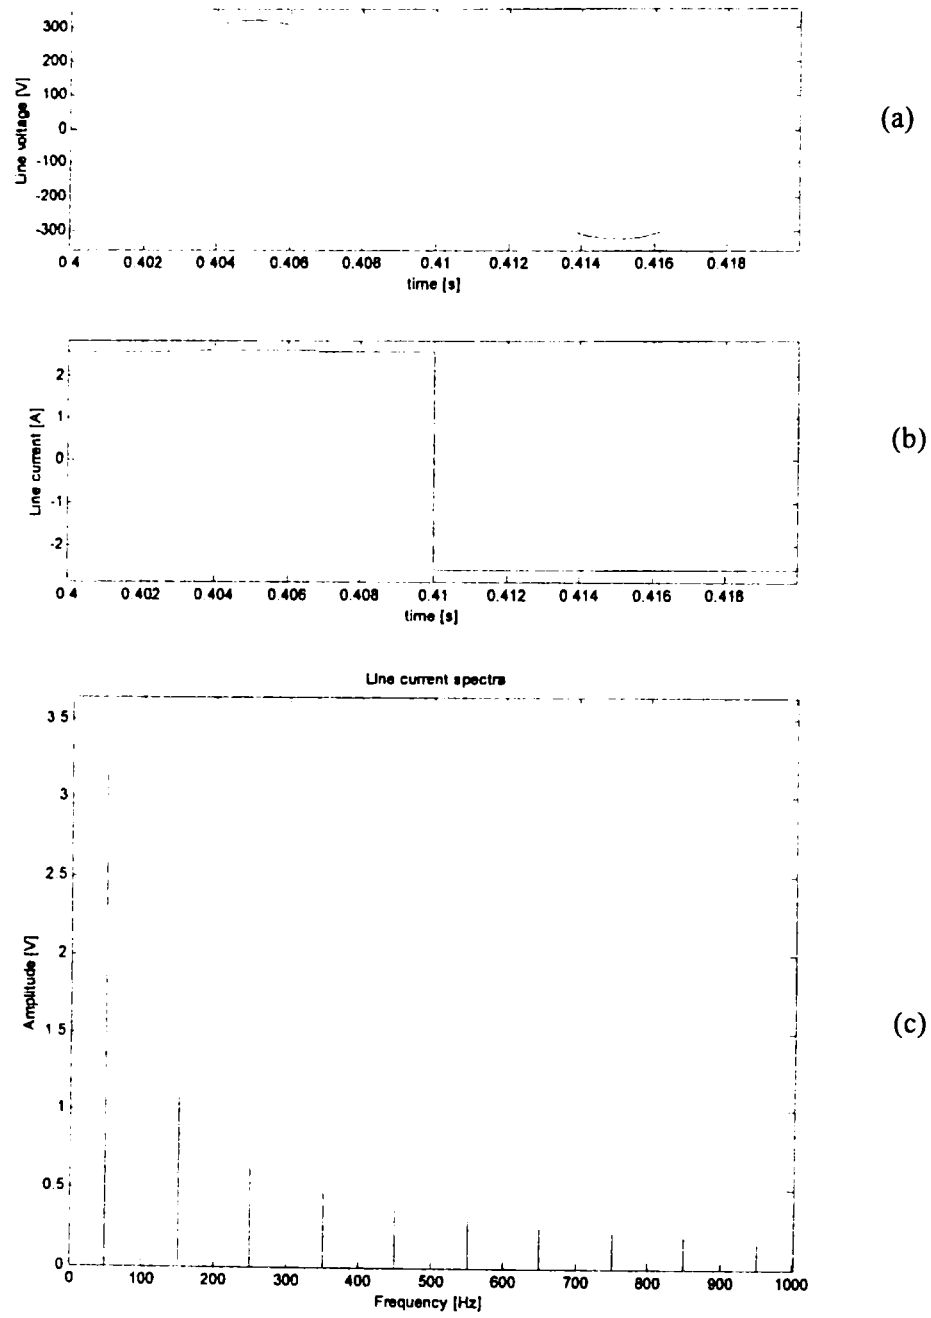 300
200
100
0
-100
-200
-300
Line voltage [V]
0 4 0.402 0 404 0.406 0.408 0.41 0.412 0.414 0.416 0.418
time [s]
(a)
2
1
0
-1
-2
Line current [A]
0 4 0.402 0.404 0.406 0.408 0.41 0.412 0.414 0.416 0.418
time [s]
(b)
Line current spectra
3 5
3
2.5
2
1 5
1
0.5
0
Amplitude [V]
0 100 200 300 400 500 600 700 800 900 1000
Frequency [Hz]
(c)